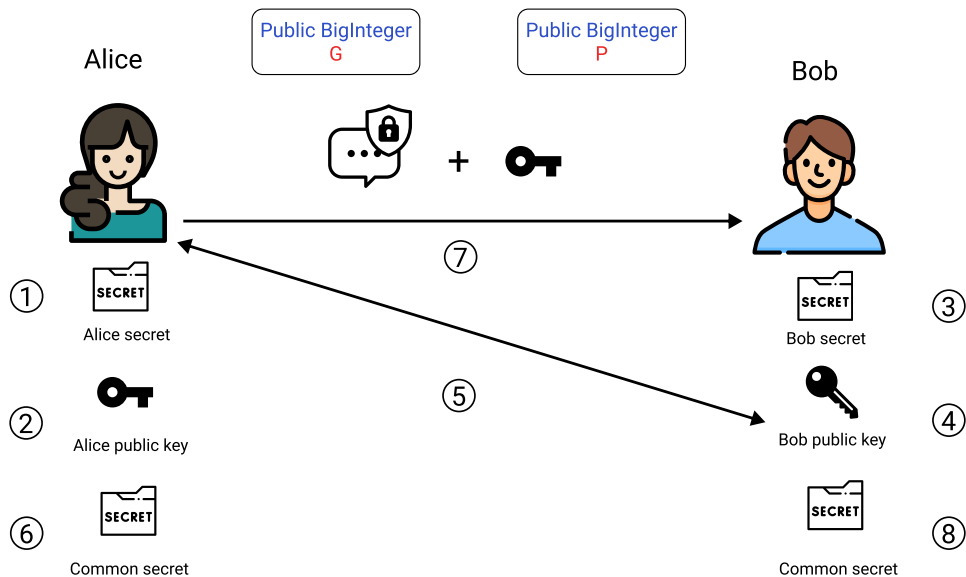 Public BigInteger
G
Public BigInteger
P
Alice
Bob
+
7
1
SECRET
Alice secret
3
SECRET
Bob secret
2
Alice public key
5
4
Bob public key
6
SECRET
Common secret
8
SECRET
Common secret